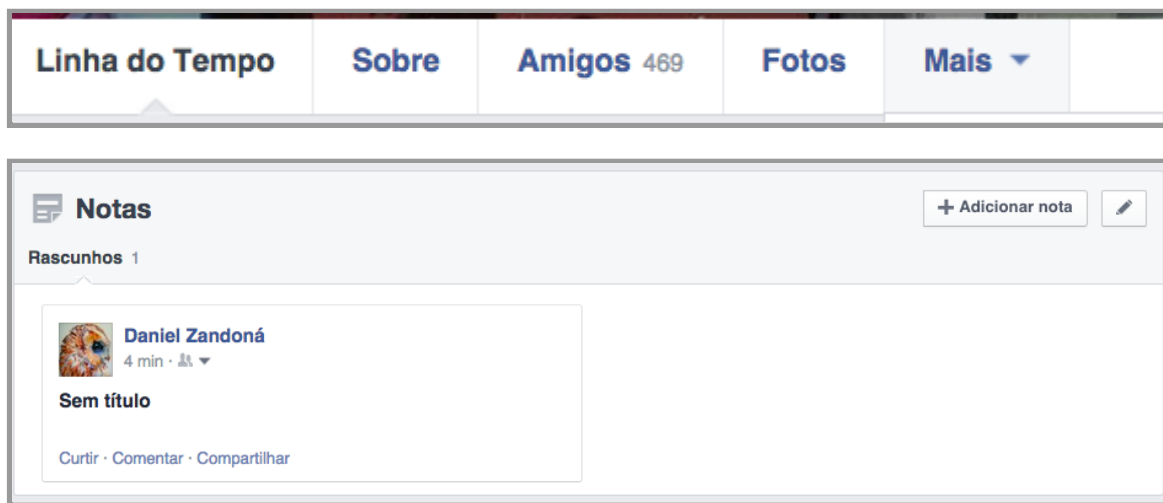 Linha do Tempo Sobre Amigos 469 Fotos Mais
Notas + Adicionar nota
Rascunhos 1
Daniel Zandoná
4 min ·
Sem título
Curtir · Comentar · Compartilhar